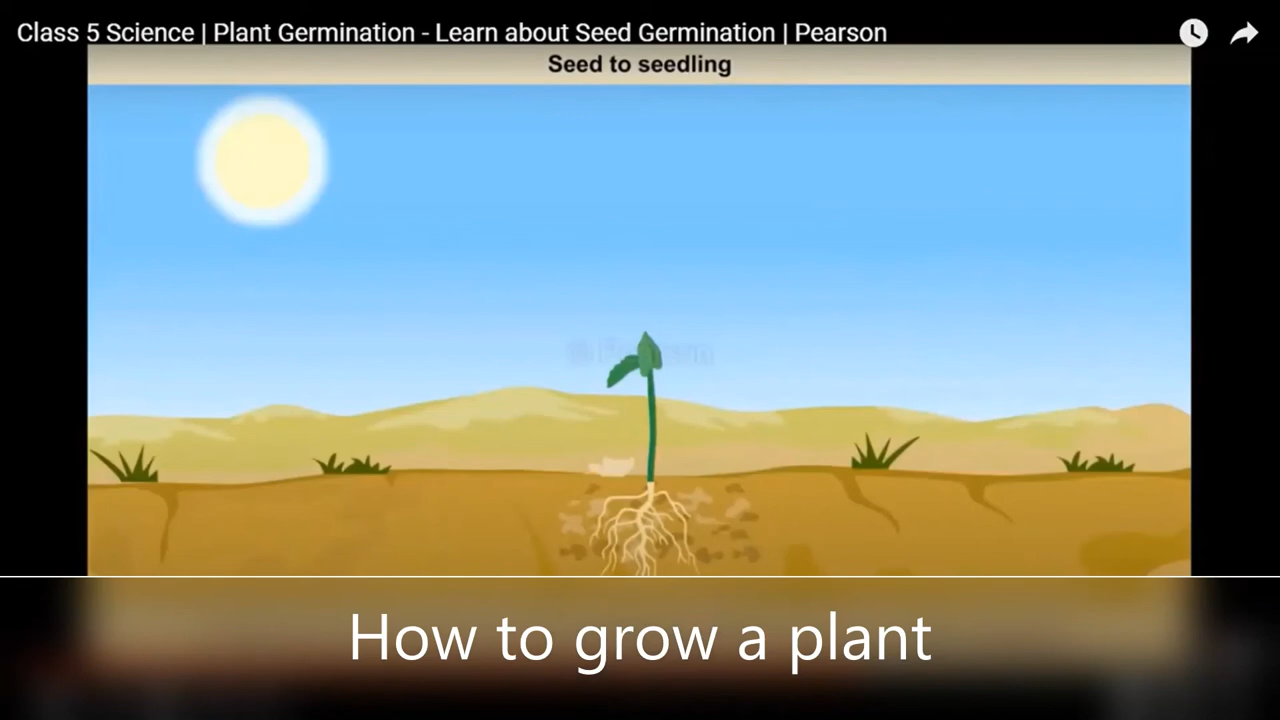 Class 5 Science | Plant Germination - Learn about Seed Germination | Pearson
Seed to seedling
How to grow a plant